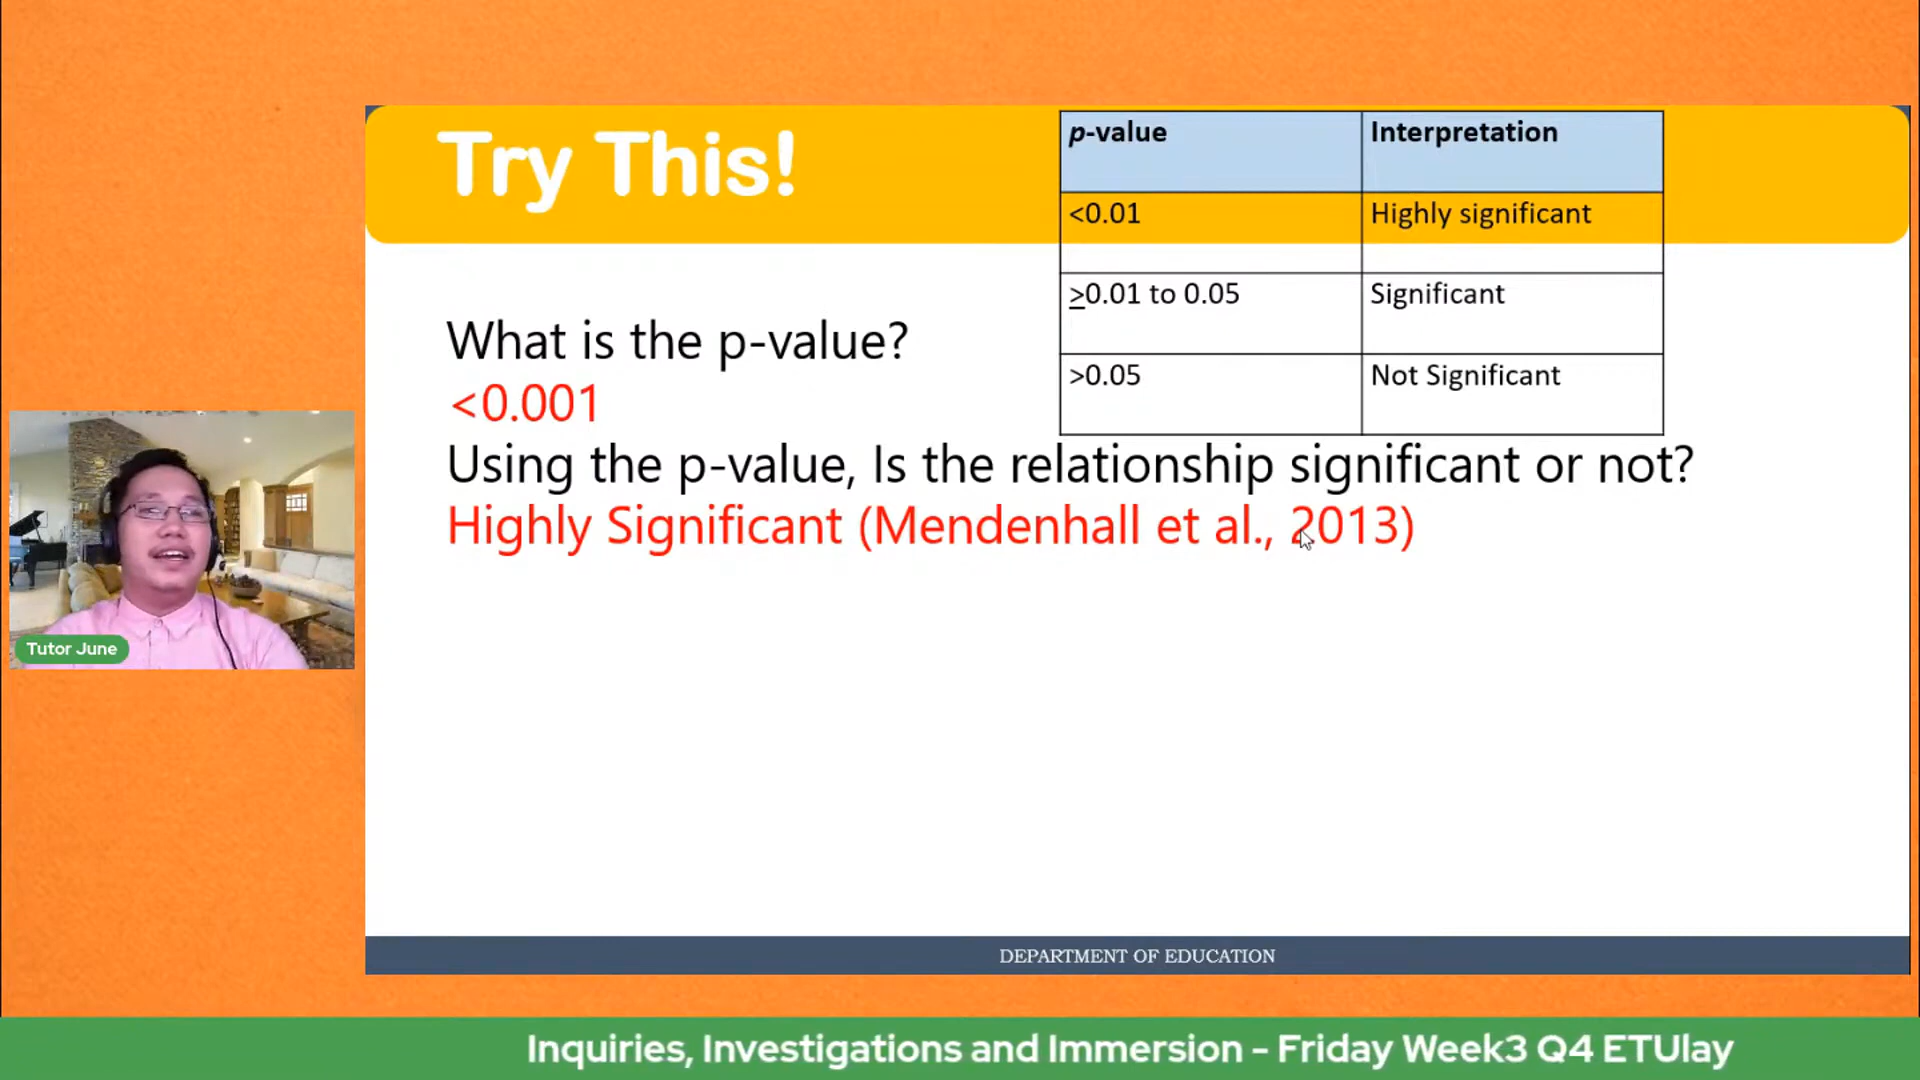 Try This!
p-value Interpretation
<0.01 Highly significant
≥0.01 to 0.05 Significant
>0.05 Not Significant
What is the p-value?
<0.001
Using the p-value, Is the relationship significant or not?
Highly Significant (Mendenhall et al., 2013)
Tutor June
DEPARTMENT OF EDUCATION
Inquiries, Investigations and Immersion - Friday Week3 Q4 ETUlay